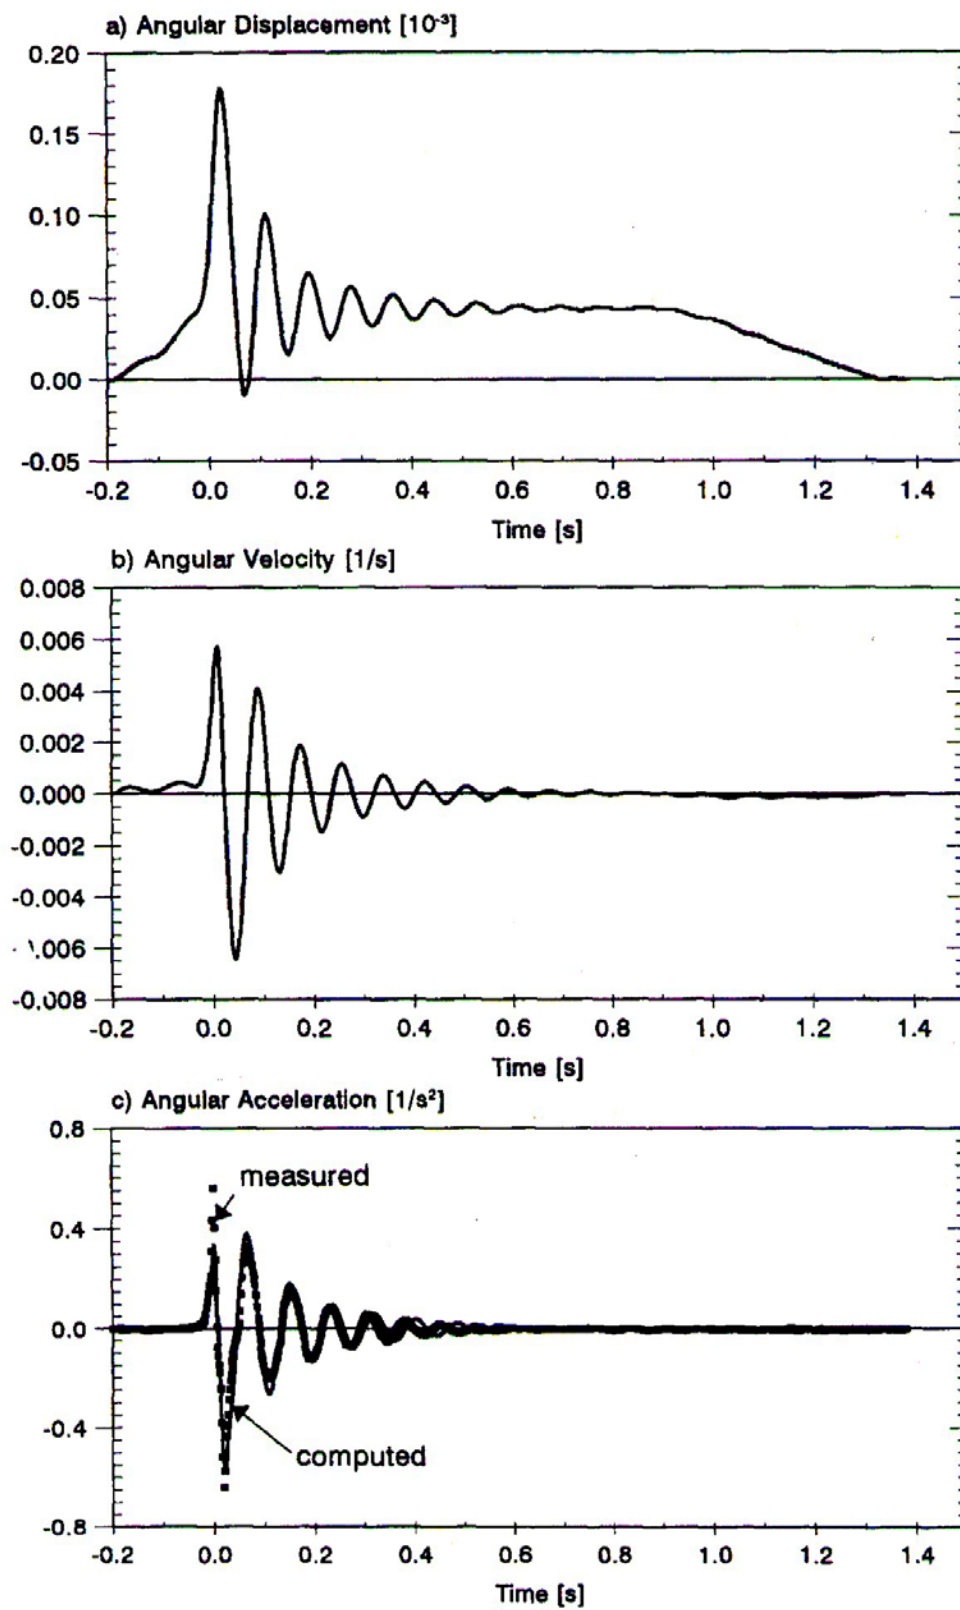 a) Angular Displacement [10⁻³]
0.20
0.15
0.10
0.05
0.00
-0.05
-0.2 0.0 0.2 0.4 0.6 0.8 1.0 1.2 1.4
Time [s]
b) Angular Velocity [1/s]
0.008
0.006
0.004
0.002
0.000
-0.002
-0.004
.006
-0.008
-0.2 0.0 0.2 0.4 0.6 0.8 1.0 1.2 1.4
Time [s]
c) Angular Acceleration [1/s²]
0.8
measured
0.4
0.0
-0.4
computed
-0.8
-0.2 0.0 0.2 0.4 0.6 0.8 1.0 1.2 1.4
Time [s]